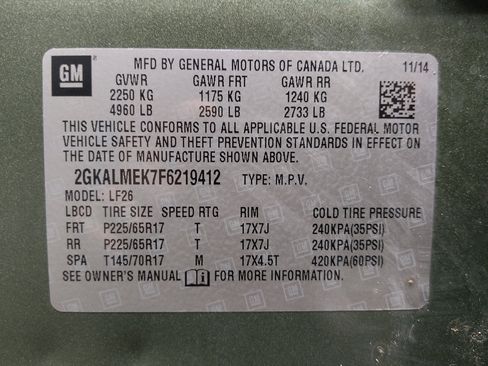 GM
MFD BY GENERAL MOTORS OF CANADA LTD. 11/14
GVWR GAWR FRT GAWR RR
2250 KG 1175 KG 1240 KG
4960 LB 2590 LB 2733 LB
THIS VEHICLE CONFORMS TO ALL APPLICABLE U.S. FEDERAL MOTOR
VEHICLE SAFETY AND THEFT PREVENTION STANDARDS IN EFFECT ON
THE DATE OF MANUFACTURE SHOWN ABOVE.
2GKALMEK7F6219412 TYPE: M.P.V.
MODEL: LF26
LBCD TIRE SIZE SPEED RTG RIM COLD TIRE PRESSURE
FRT P225/65R17 T 17X7J 240KPA(35PSI)
RR P225/65R17 T 17X7J 240KPA(35PSI)
SPA T145/70R17 M 17X4.5T 420KPA(60PSI)
SEE OWNER'S MANUAL FOR MORE INFORMATION.